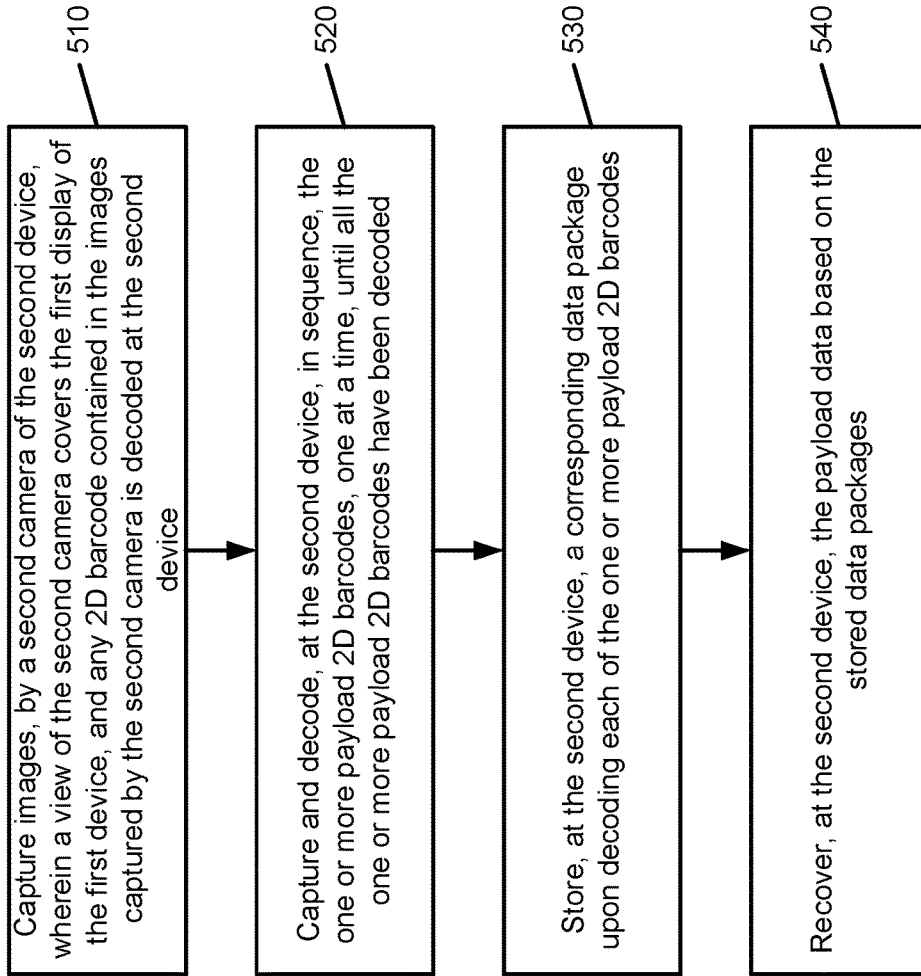 Capture images, by a second camera of the second device,
wherein a view of the second camera covers the first display of
the first device, and any 2D barcode contained in the images
captured by the second camera is decoded at the second
device
510
Capture and decode, at the second device, in sequence, the
one or more payload 2D barcodes, one at a time, until all the
one or more payload 2D barcodes have been decoded
520
Store, at the second device, a corresponding data package
upon decoding each of the one or more payload 2D barcodes
530
Recover, at the second device, the payload data based on the
stored data packages
540